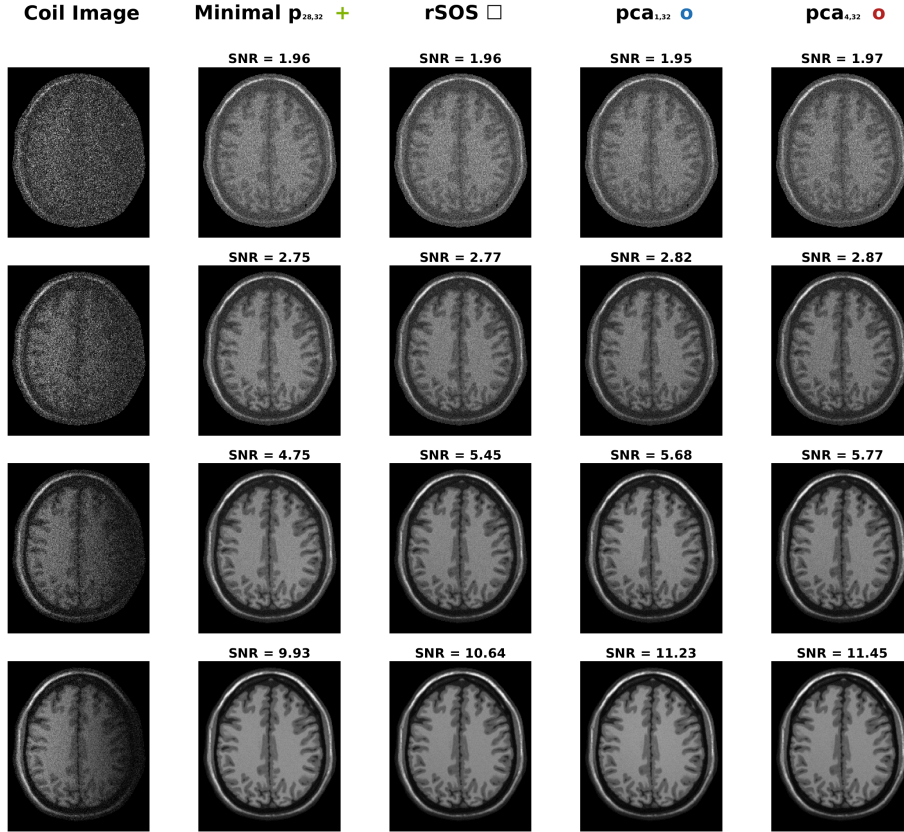 Coil Image Minimal p28,32 + rSOS □ pca1,32 o pca4,32 o
SNR = 1.96 SNR = 1.96 SNR = 1.95 SNR = 1.97
SNR = 2.75 SNR = 2.77 SNR = 2.82 SNR = 2.87
SNR = 4.75 SNR = 5.45 SNR = 5.68 SNR = 5.77
SNR = 9.93 SNR = 10.64 SNR = 11.23 SNR = 11.45